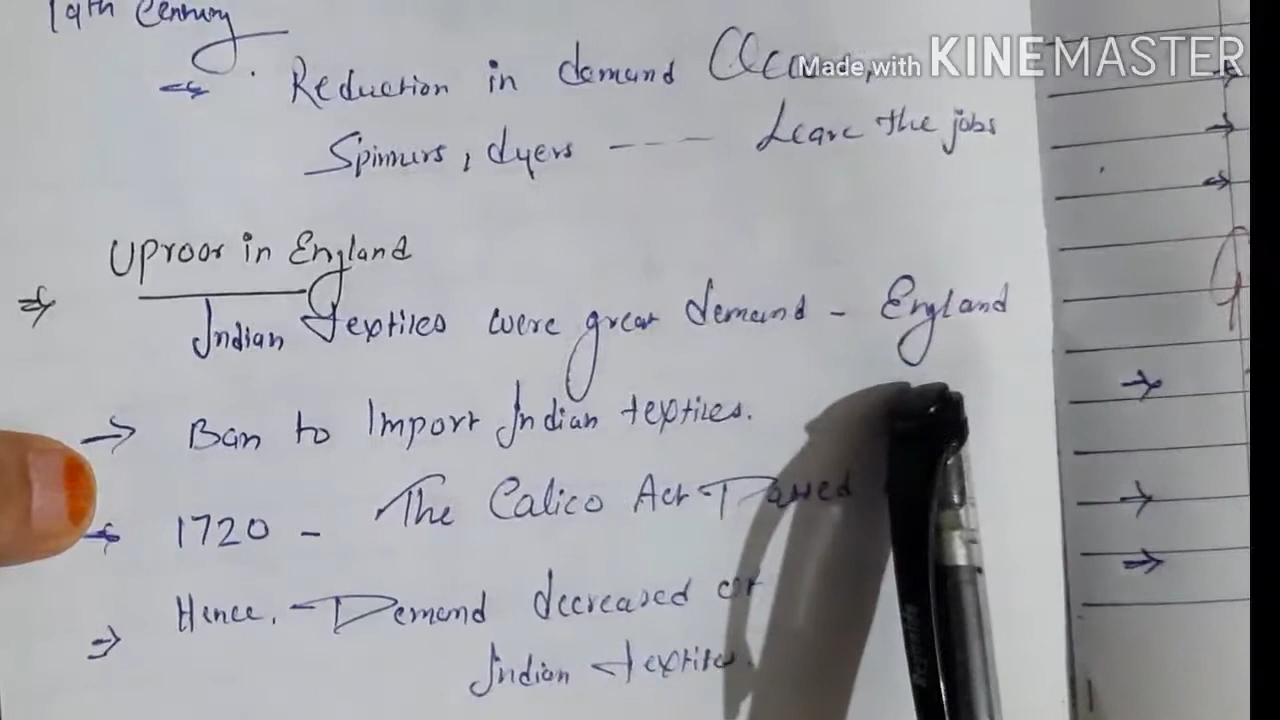 19th Century
Reduction in demand
Made with KINEMASTER
Spinners, dyers ---- Leave the jobs
Uproar in England
Indian textiles were great demand - England
Ban to Import Indian textiles.
1720 - The Calico Act Passed
Hence, Demand decreased of
Indian textiles.